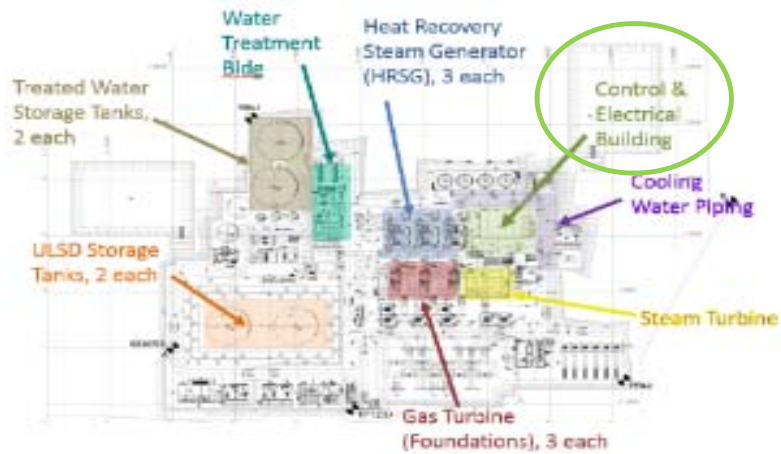 Water
Treatment
Bldg
Heat Recovery
Steam Generator
(HRSG), 3 each
Control &
Electrical
Building
Treated Water
Storage Tanks,
2 each
Cooling
Water Piping
ULSD Storage
Tanks, 2 each
Steam Turbine
Gas Turbine
(Foundations), 3 each